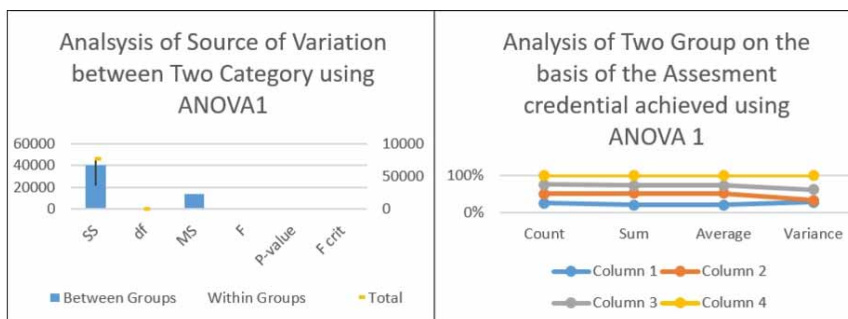 Analsysis of Source of Variation
between Two Category using
ANOVA1
60000
40000
20000
0
10000
50000
0
SS
df
MS
F
P-value
F crit
Between Groups
Within Groups
Total
Analysis of Two Group on the
basis of the Assesment
credential achieved using
ANOVA 1
100%
0%
Count
Sum
Average
Variance
Column 1
Column 2
Column 3
Column 4